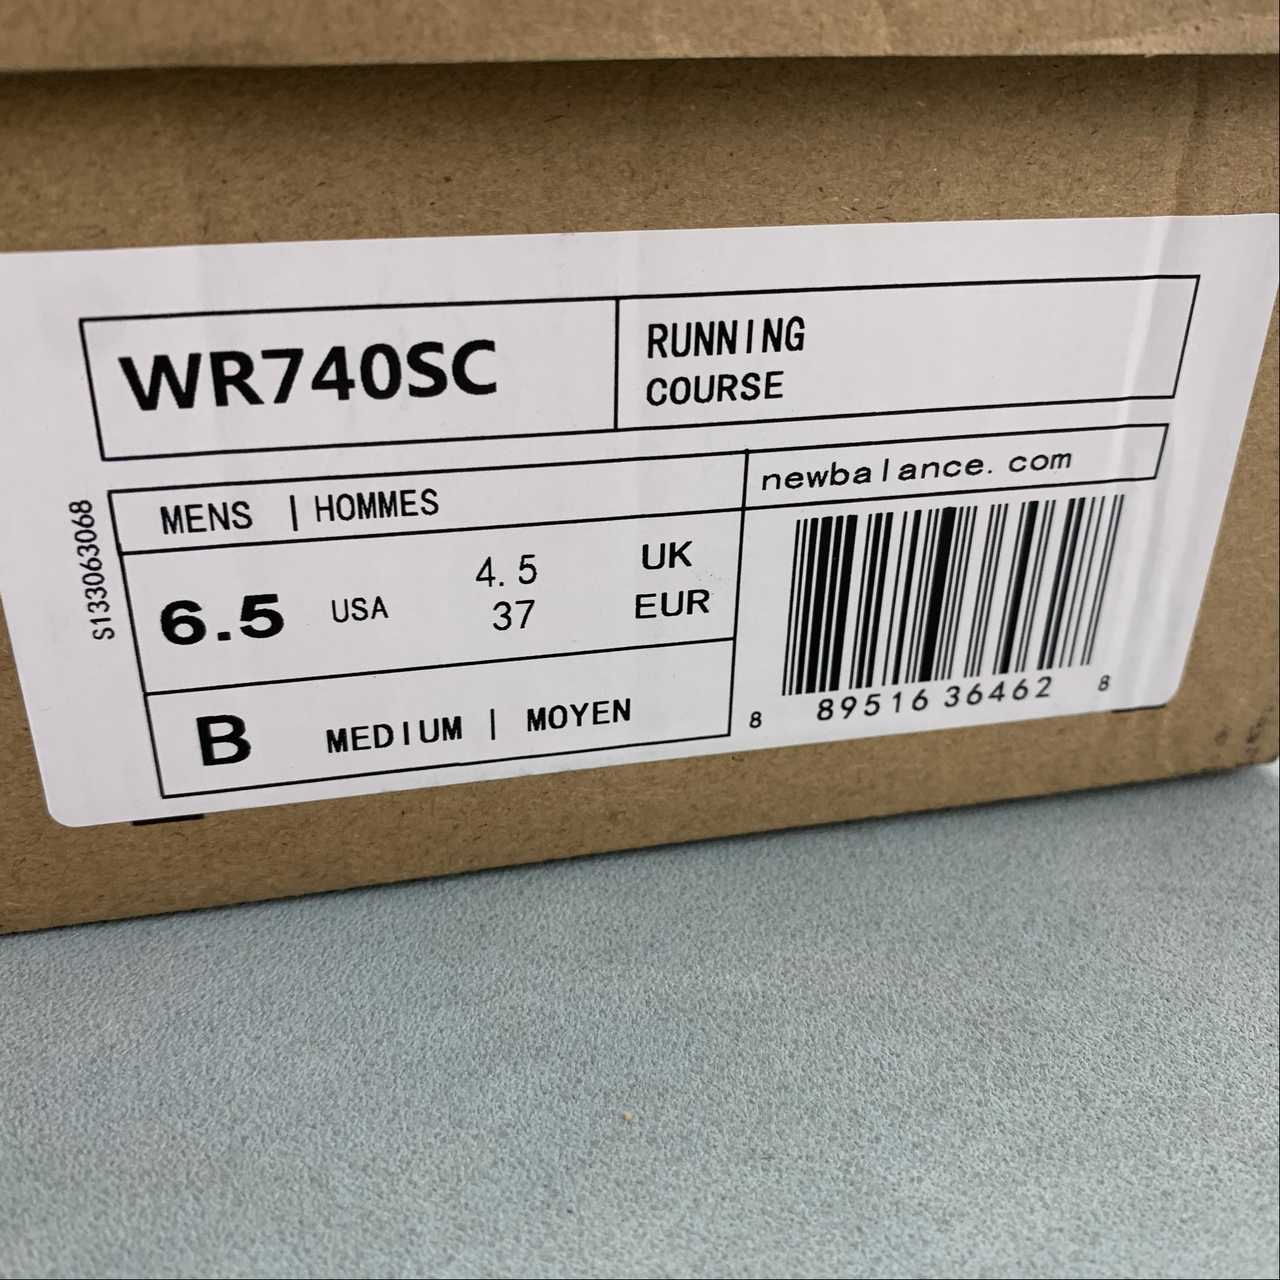 WR740SC
RUNNING
COURSE
newbalance.com
MENS | HOMMES
6.5 USA
4.5 UK
37 EUR
B MEDIUM | MOYEN
S133063068
8 89516 36462 8